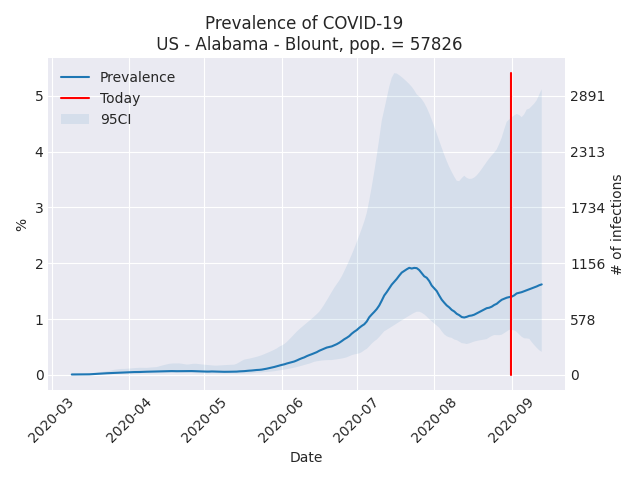 Prevalence of COVID-19
US - Alabama - Blount, pop. = 57826
Prevalence
Today
95CI
5
4
3
2
1
0
%
2891
2313
1734
1156
578
0
# of infections
2020-03
2020-04
2020-05
2020-06
2020-07
2020-08
2020-09
Date